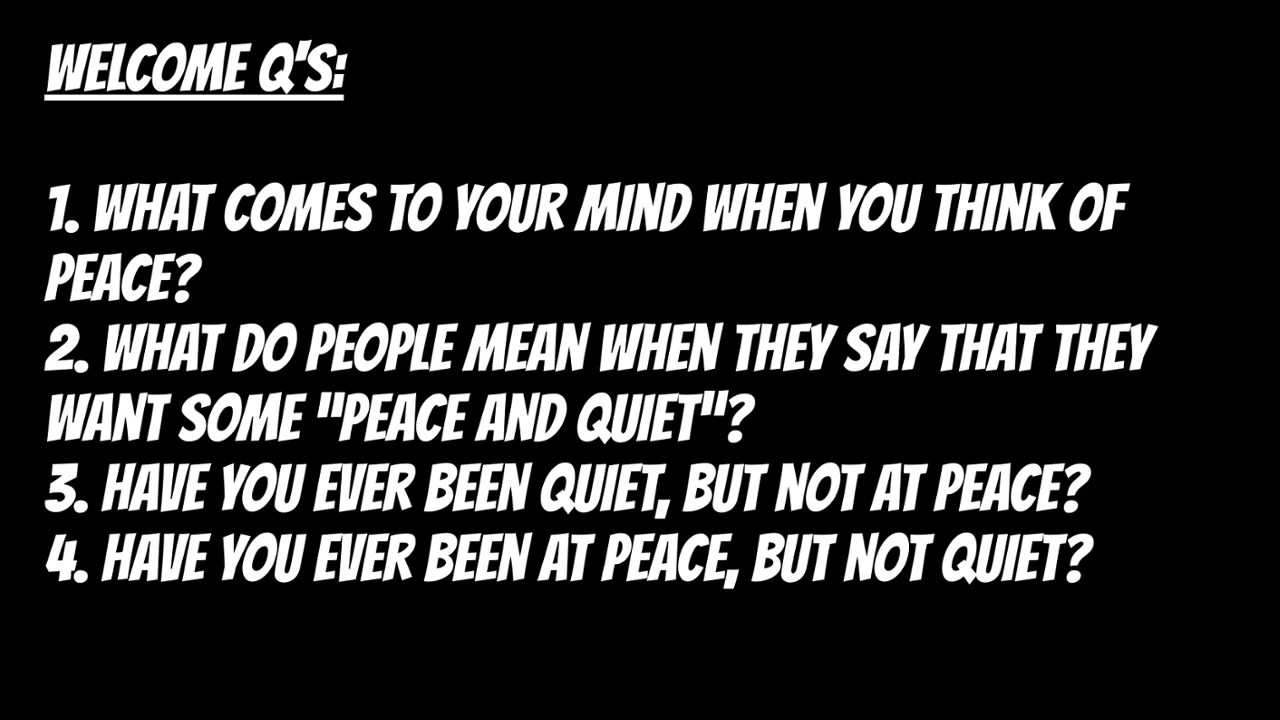 WELCOME Q'S:
1. WHAT COMES TO YOUR MIND WHEN YOU THINK OF
PEACE?
2. WHAT DO PEOPLE MEAN WHEN THEY SAY THAT THEY
WANT SOME "PEACE AND QUIET"?
3. HAVE YOU EVER BEEN QUIET, BUT NOT AT PEACE?
4. HAVE YOU EVER BEEN AT PEACE, BUT NOT QUIET?